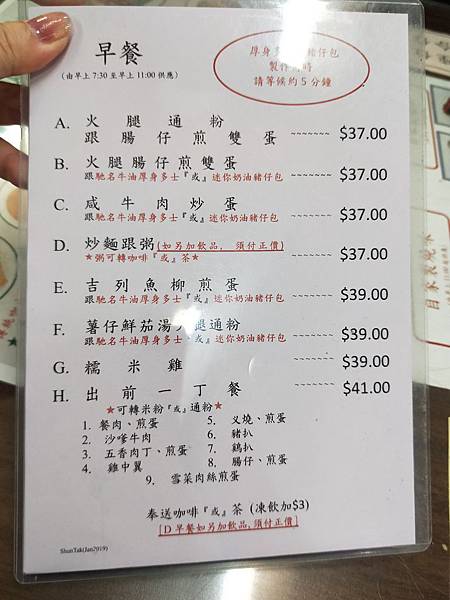 早餐
(由早上 7:30 至早上 11:00 供應)
厚身多 豬仔包
製作 時
請等候約 5 分鐘
A. 火腿通粉
跟腸仔煎雙蛋 ~~~~~~~ $37.00
B. 火腿腸仔煎雙蛋
跟馳名牛油厚身多士『或』迷你奶油豬仔包 ~~~~~~~ $37.00
C. 咸牛肉炒蛋
跟馳名牛油厚身多士『或』迷你奶油豬仔包 ~~~~~~~ $37.00
D. 炒麵跟粥(如另加飲品, 須付正價)
★粥可轉咖啡『或』茶★ ~~~~~~~ $37.00
E. 吉列魚柳煎蛋
跟馳名牛油厚身多士『或』迷你奶油豬仔包 ~~~~~~~ $39.00
F. 薯仔鮮茄湯火腿通粉
跟馳名牛油厚身多士『或』迷你奶油豬仔包 ~~~~~~~ $39.00
G. 糯米雞 ~~~~~~~ $39.00
H. 出前一丁餐 ~~~~~~~ $41.00
★可轉米粉『或』通粉★
1. 餐肉、煎蛋
2. 沙嗲牛肉
3. 五香肉丁、煎蛋
4. 雞中翼
5. 叉燒、煎蛋
6. 豬扒
7. 鷄扒
8. 腸仔、煎蛋
9. 雪菜肉絲煎蛋
奉送咖啡『或』茶 (凍飲加$3)
[D 早餐如另加飲品,須付正價]
ShunTak(Jan2019)